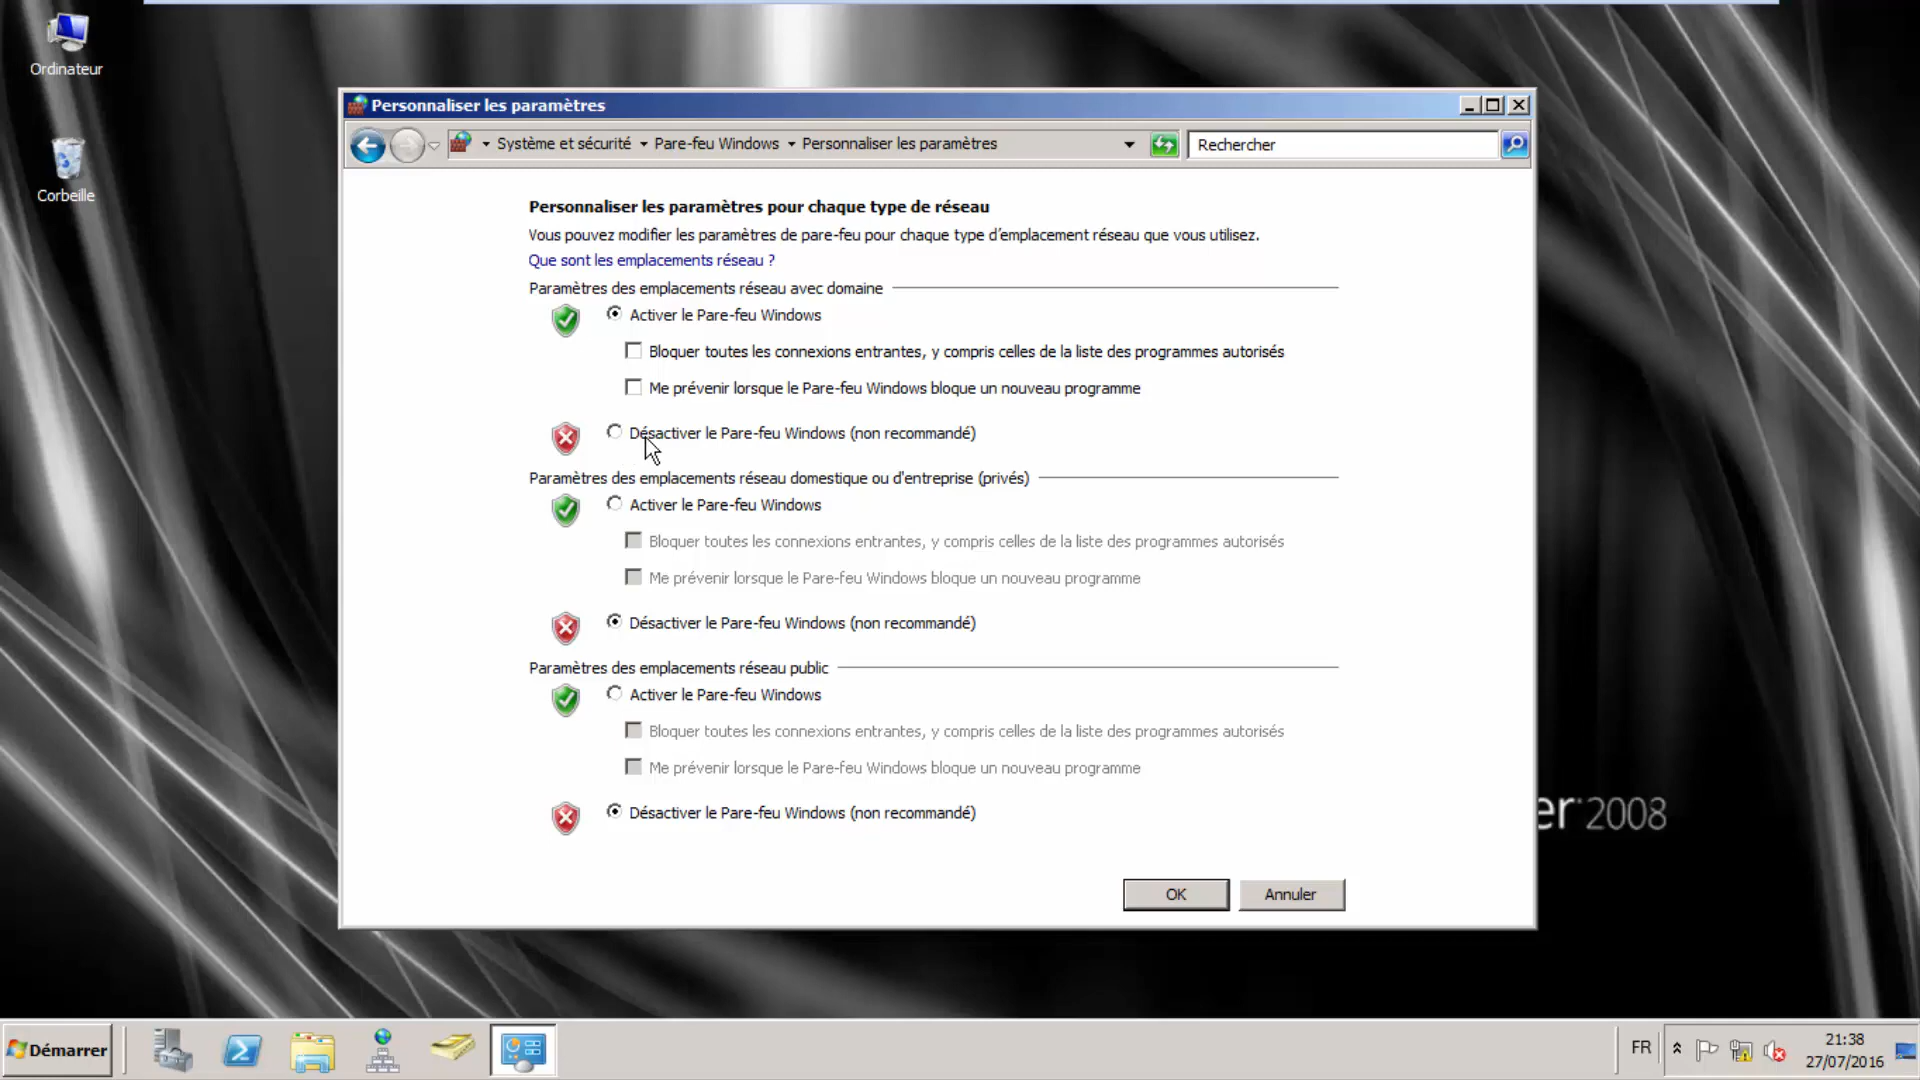 Ordinateur
Corbeille
Personnaliser les paramètres
Système et sécurité Pare-feu Windows Personnaliser les paramètres
Rechercher
Personnaliser les paramètres pour chaque type de réseau
Vous pouvez modifier les paramètres de pare-feu pour chaque type d'emplacement réseau que vous utilisez.
Que sont les emplacements réseau ?
Paramètres des emplacements réseau avec domaine
Activer le Pare-feu Windows
Bloquer toutes les connexions entrantes, y compris celles de la liste des programmes autorisés
Me prévenir lorsque le Pare-feu Windows bloque un nouveau programme
Désactiver le Pare-feu Windows (non recommandé)
Paramètres des emplacements réseau domestique ou d'entreprise (privés)
Activer le Pare-feu Windows
Bloquer toutes les connexions entrantes, y compris celles de la liste des programmes autorisés
Me prévenir lorsque le Pare-feu Windows bloque un nouveau programme
Désactiver le Pare-feu Windows (non recommandé)
Paramètres des emplacements réseau public
Activer le Pare-feu Windows
Bloquer toutes les connexions entrantes, y compris celles de la liste des programmes autorisés
Me prévenir lorsque le Pare-feu Windows bloque un nouveau programme
Désactiver le Pare-feu Windows (non recommandé)
er 2008
OK
Annuler
Démarrer
FR
21:38
27/07/2016